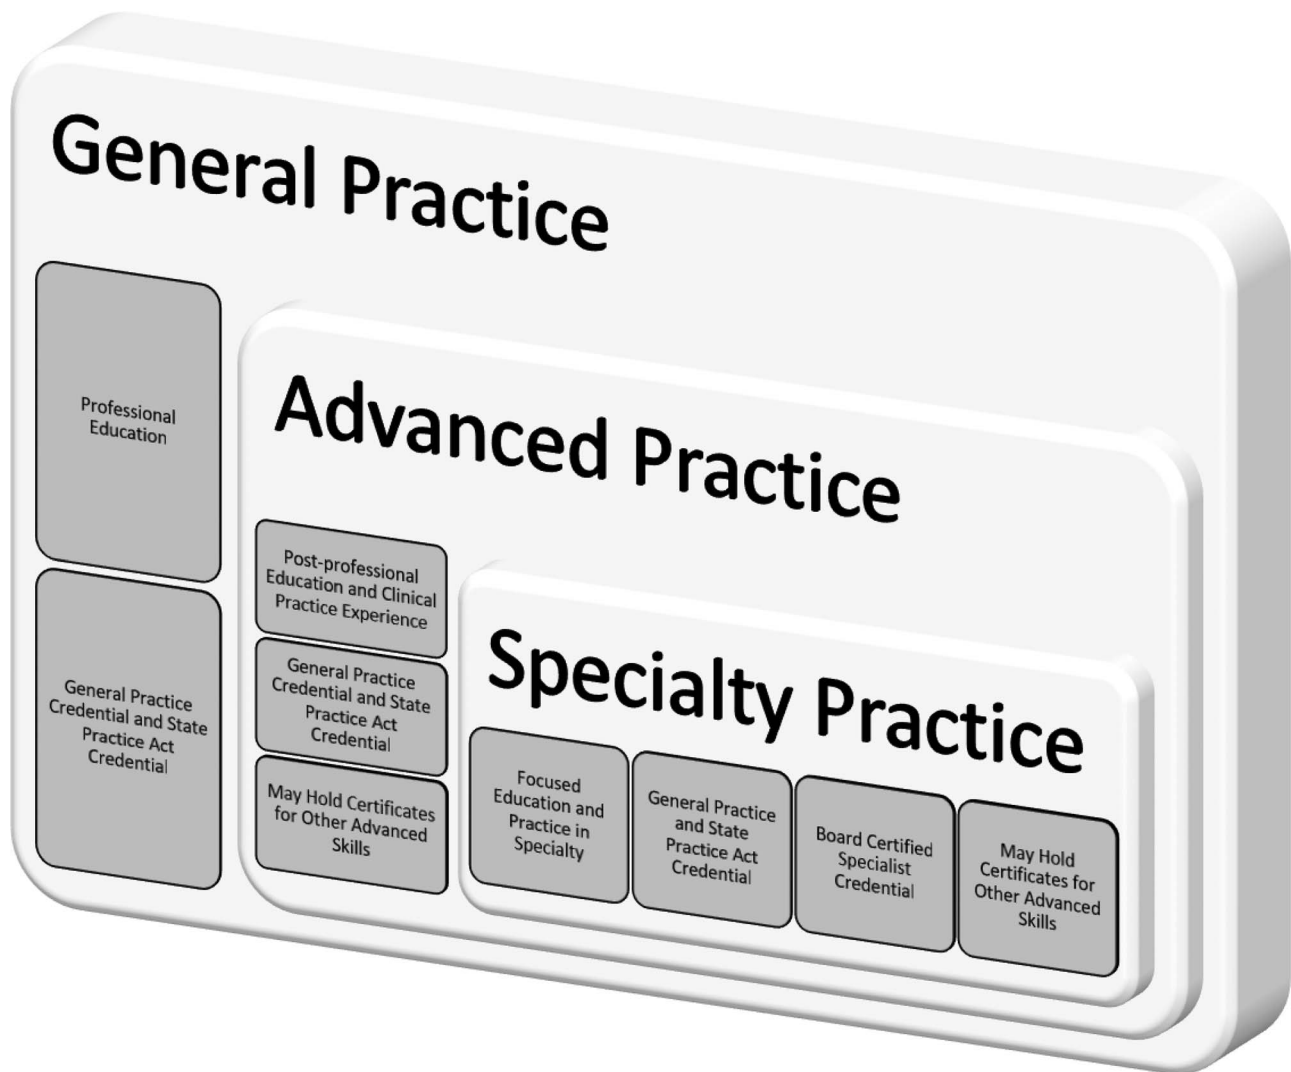 General Practice
Professional
Education
General Practice
Credential and State
Practice Act
Credential
Advanced Practice
Post-professional
Education and Clinical
Practice Experience
General Practice
Credential and State
Practice Act
Credential
May Hold Certificates
for Other Advanced
Skills
Specialty Practice
Focused
Education and
Practice in
Specialty
General Practice
and State
Practice Act
Credential
Board Certified
Specialist
Credential
May Hold
Certificates for
Other Advanced
Skills